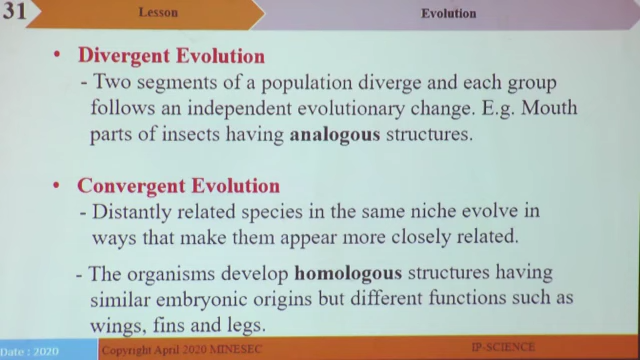 31
Lesson
Evolution
• Divergent Evolution
- Two segments of a population diverge and each group
follows an independent evolutionary change. E.g. Mouth
parts of insects having analogous structures.
• Convergent Evolution
- Distantly related species in the same niche evolve in
ways that make them appear more closely related.
- The organisms develop homologous structures having
similar embryonic origins but different functions such as
wings, fins and legs.
Date : 2020
Copyright April 2020 MINESEC
IP-SCIENCE